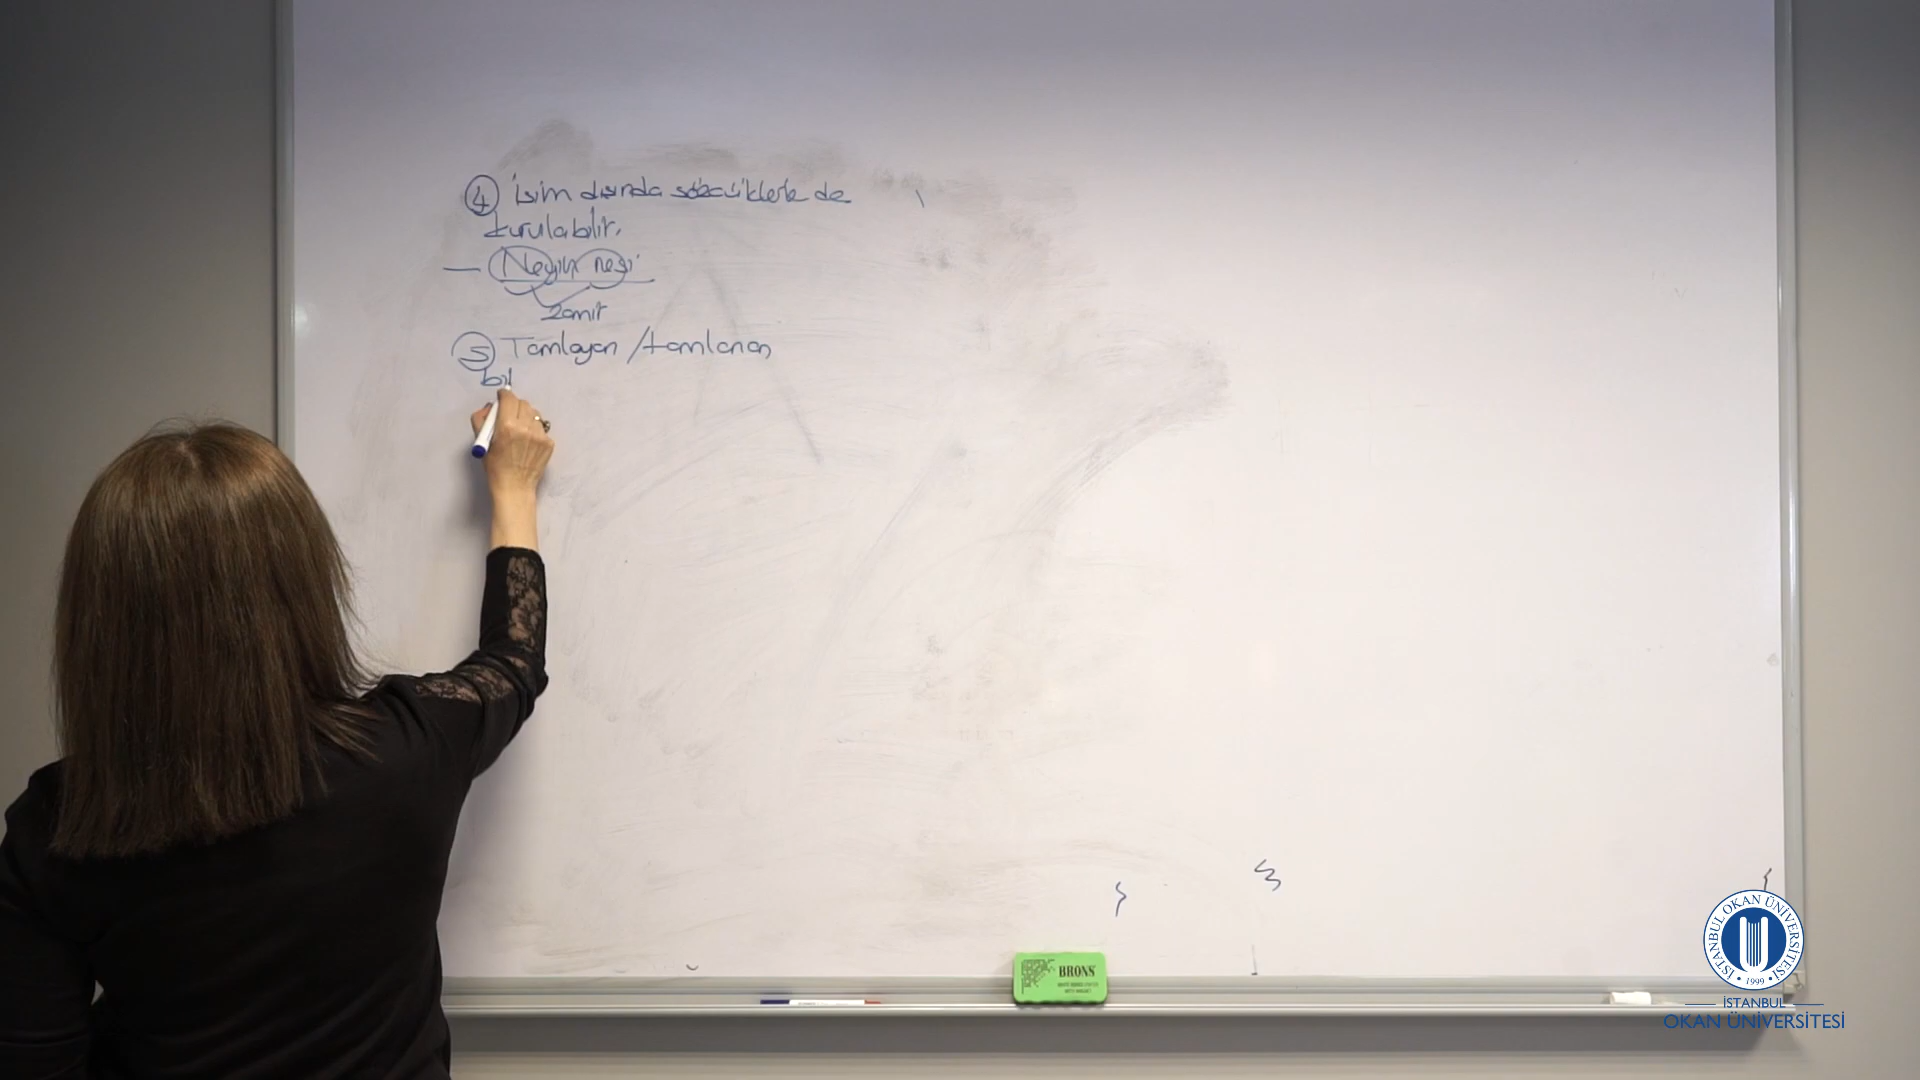 4 İsim dışında sözcüklerle de
kurulabilir.
— Neyin nesi
zamir
5 Tamlayan / tamlanan
BRONS
İSTANBUL OKAN ÜNİVERSİTESİ
1999
İSTANBUL
OKAN ÜNİVERSİTESİ